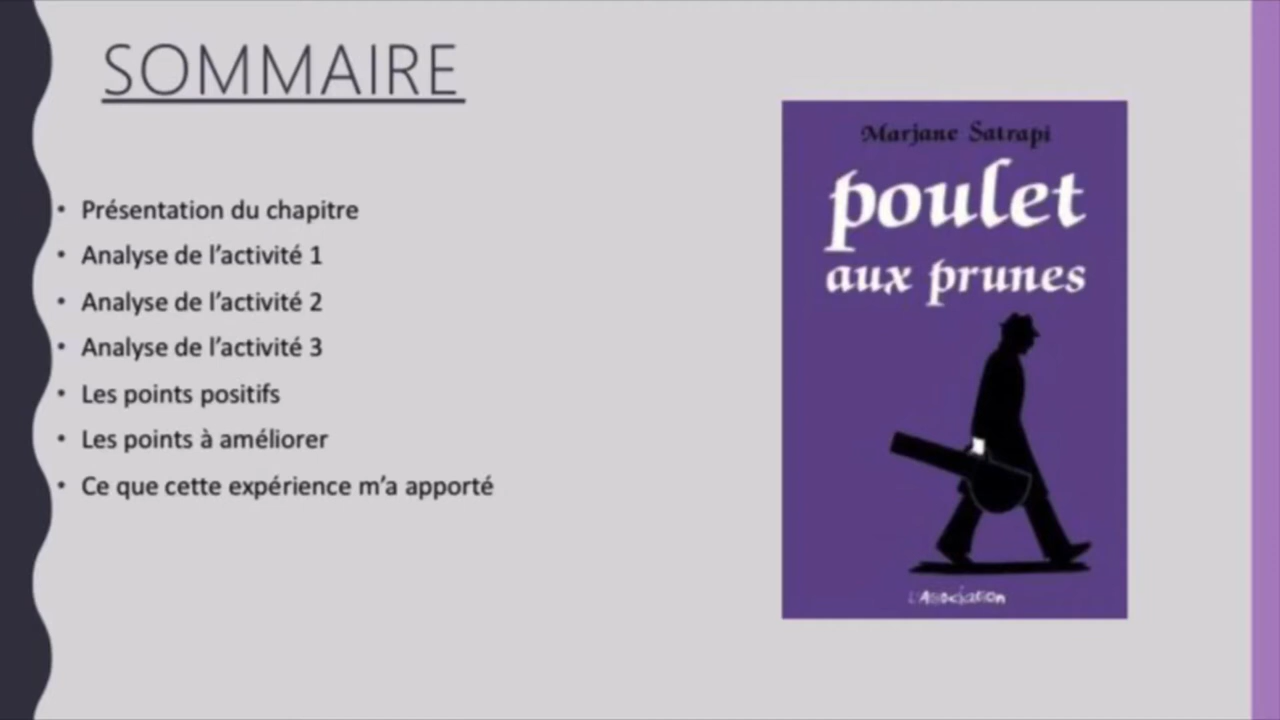 SOMMAIRE
• Présentation du chapitre
• Analyse de l’activité 1
• Analyse de l’activité 2
• Analyse de l’activité 3
• Les points positifs
• Les points à améliorer
• Ce que cette expérience m’a apporté
Marjane Satrapi
poulet
aux prunes
L'Association